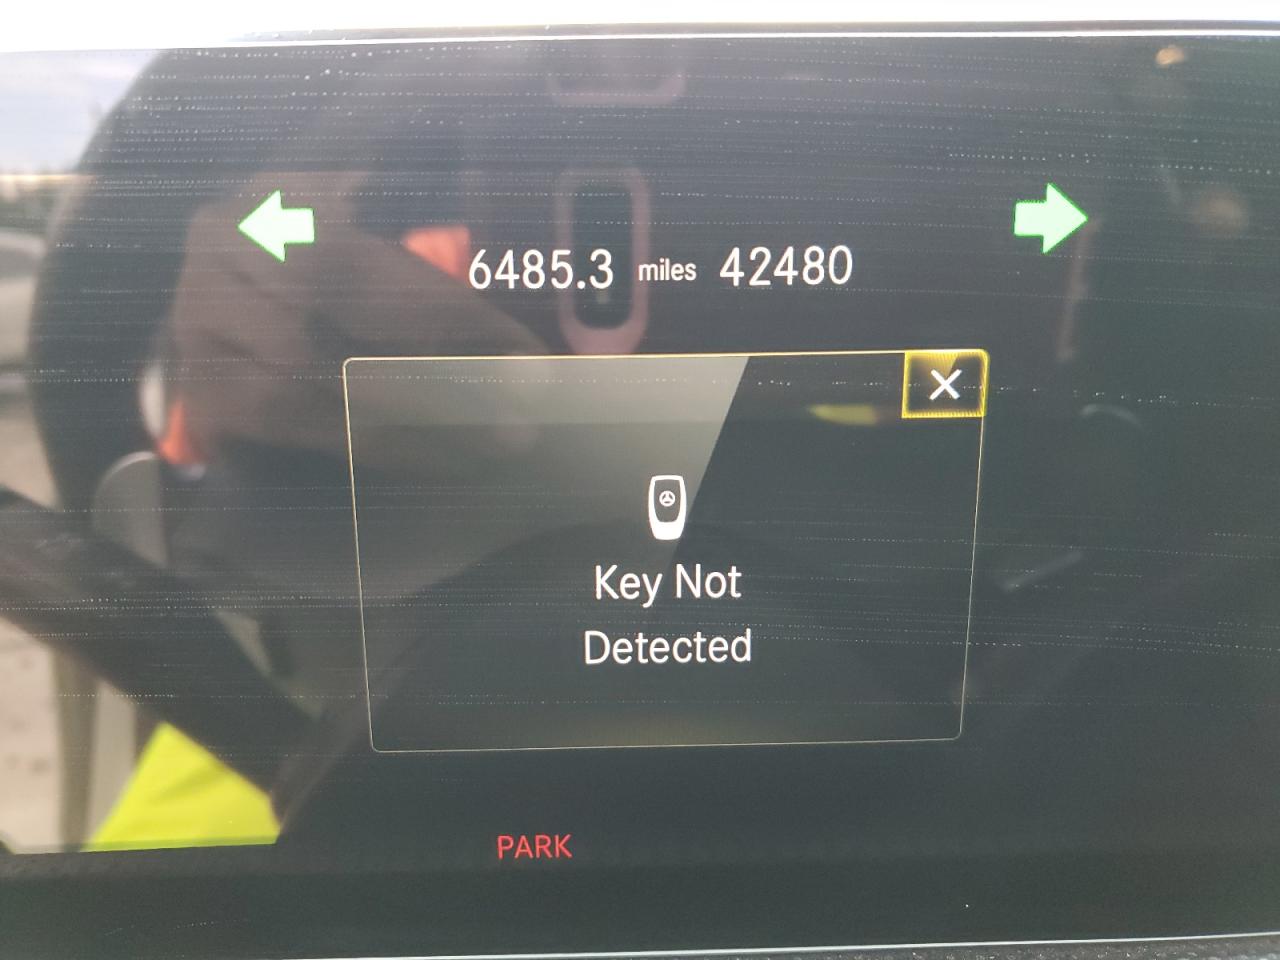 6485.3 miles 42480
Key Not
Detected
PARK